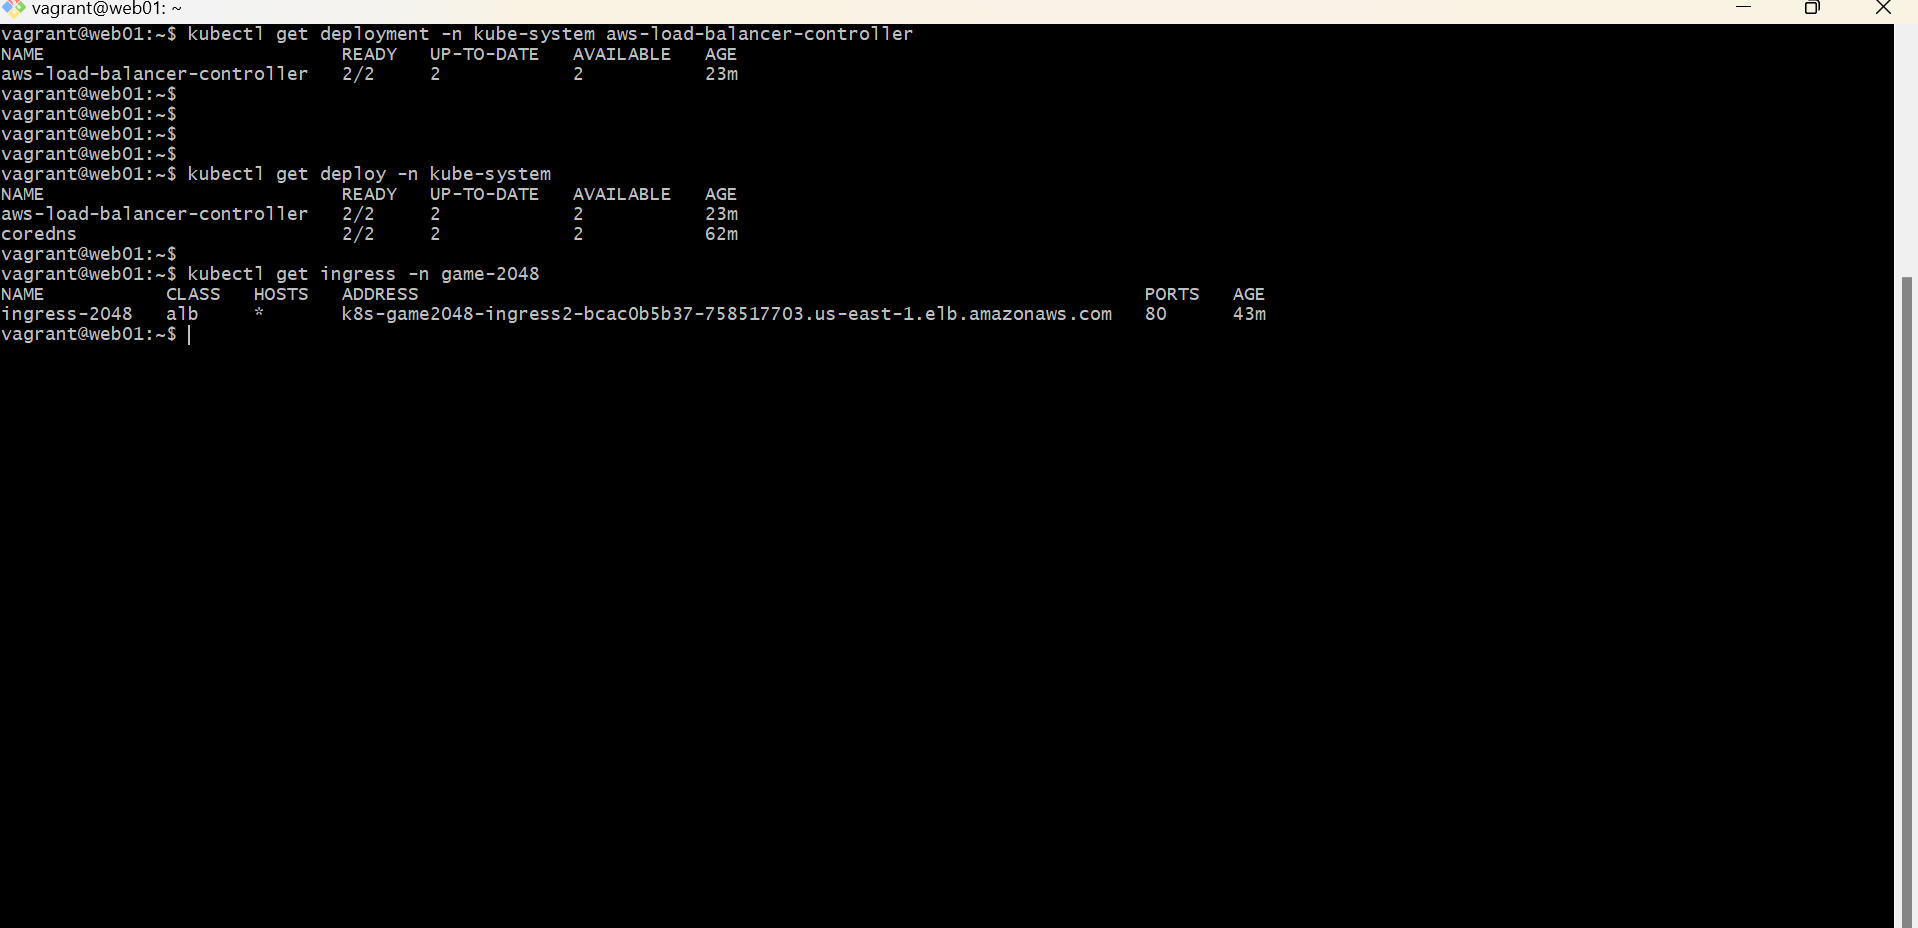 vagrant@web01: ~
vagrant@web01:~$ kubectl get deployment -n kube-system aws-load-balancer-controller
NAME READY UP-TO-DATE AVAILABLE AGE
aws-load-balancer-controller 2/2 2 2 23m
vagrant@web01:~$
vagrant@web01:~$
vagrant@web01:~$
vagrant@web01:~$
vagrant@web01:~$ kubectl get deploy -n kube-system
NAME READY UP-TO-DATE AVAILABLE AGE
aws-load-balancer-controller 2/2 2 2 23m
coredns 2/2 2 2 62m
vagrant@web01:~$
vagrant@web01:~$ kubectl get ingress -n game-2048
NAME CLASS HOSTS ADDRESS PORTS AGE
ingress-2048 alb * k8s-game2048-ingress2-bcac0b5b37-758517703.us-east-1.elb.amazonaws.com 80 43m
vagrant@web01:~$